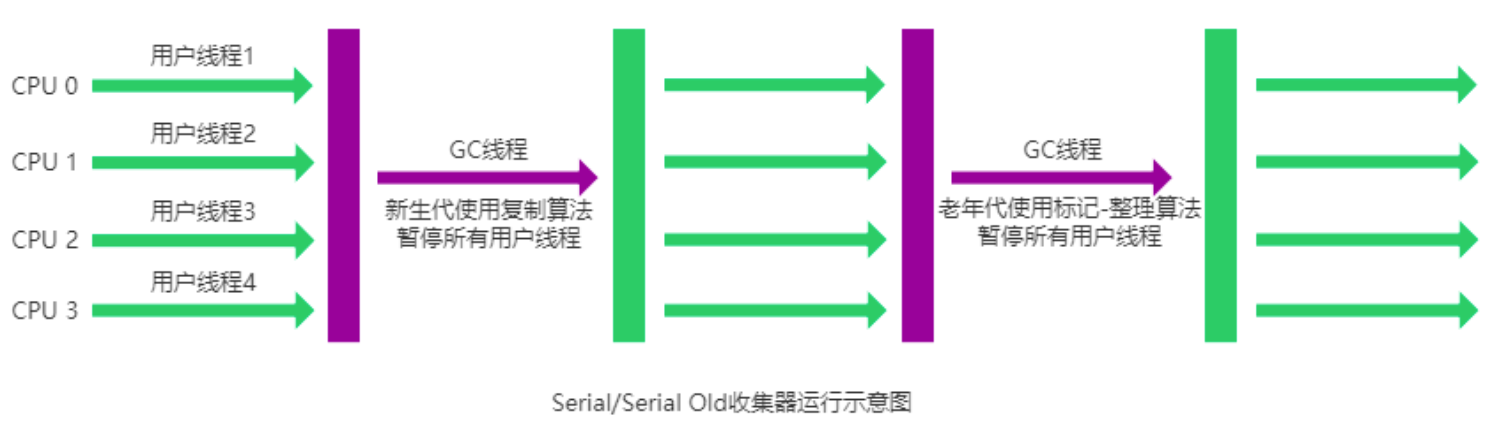 用户线程1
CPU 0
用户线程2
CPU 1
用户线程3
CPU 2
用户线程4
CPU 3
GC线程
新生代使用复制算法
暂停所有用户线程
GC线程
老年代使用标记-整理算法
暂停所有用户线程
Serial/Serial Old收集器运行示意图